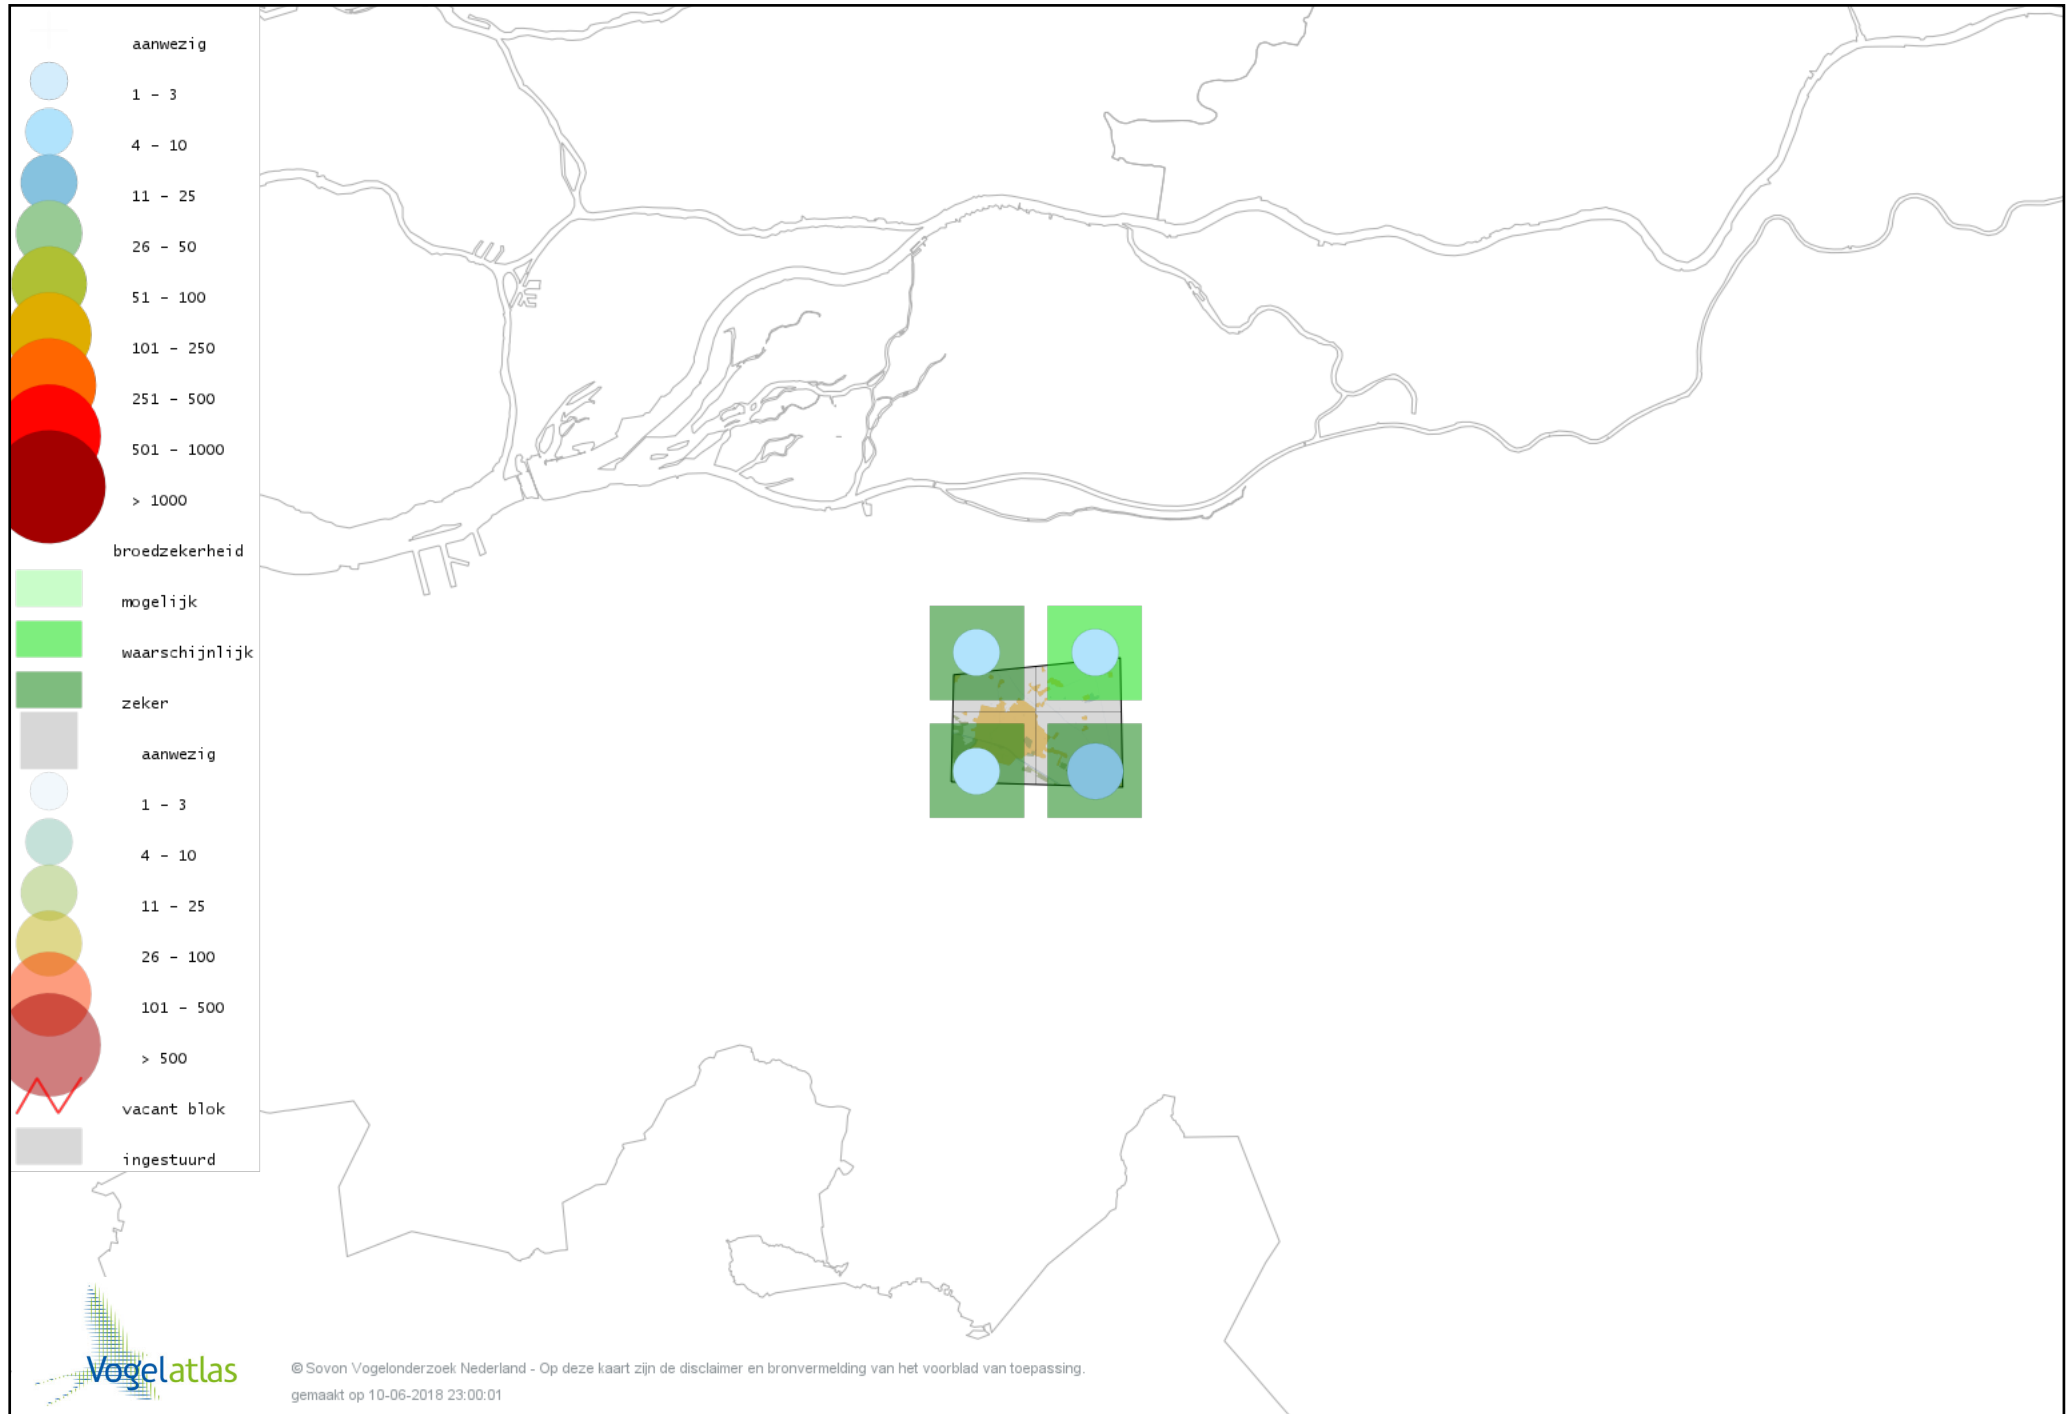 aanwezig
1 - 3
4 - 10
11 - 25
26 - 50
51 - 100
101 - 250
251 - 500
501 - 1000
> 1000
broedzekerheid
mogelijk
waarschijnlijk
zeker
aanwezig
1 - 3
4 - 10
11 - 25
26 - 100
101 - 500
> 500
vacant blok
ingestuurd
Vogelatlas
© Sovon Vogelonderzoek Nederland - Op deze kaart zijn de disclaimer en bronvermelding van het voorblad van toepassing.
gemaakt op 10-06-2018 23:00:01